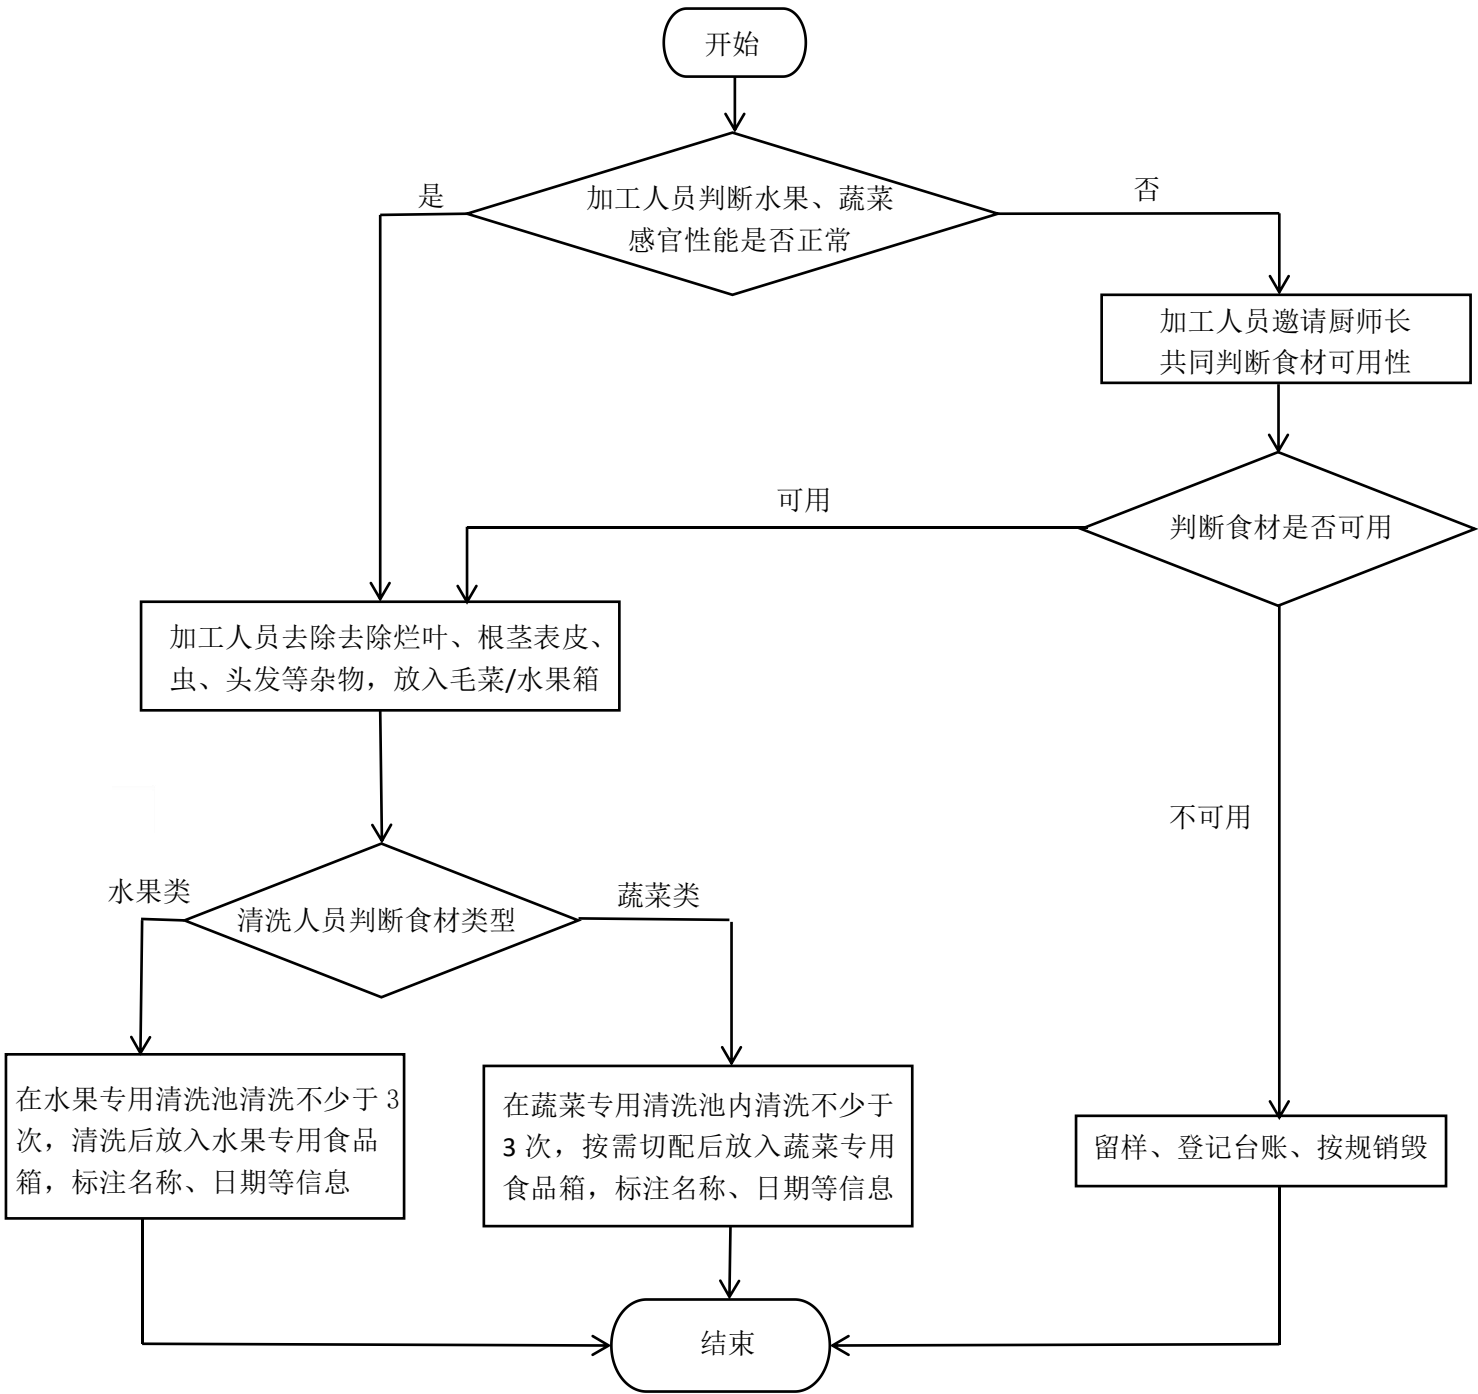 开始
加工人员判断水果、蔬菜
感官性能是否正常
是
否
加工人员邀请厨师长
共同判断食材可用性
判断食材是否可用
可用
不可用
加工人员去除去除烂叶、根茎表皮、
虫、头发等杂物，放入毛菜/水果箱
清洗人员判断食材类型
水果类
蔬菜类
在水果专用清洗池清洗不少于 3
次，清洗后放入水果专用食品
箱，标注名称、日期等信息
在蔬菜专用清洗池内清洗不少于
3 次，按需切配后放入蔬菜专用
食品箱，标注名称、日期等信息
留样、登记台账、按规销毁
结束